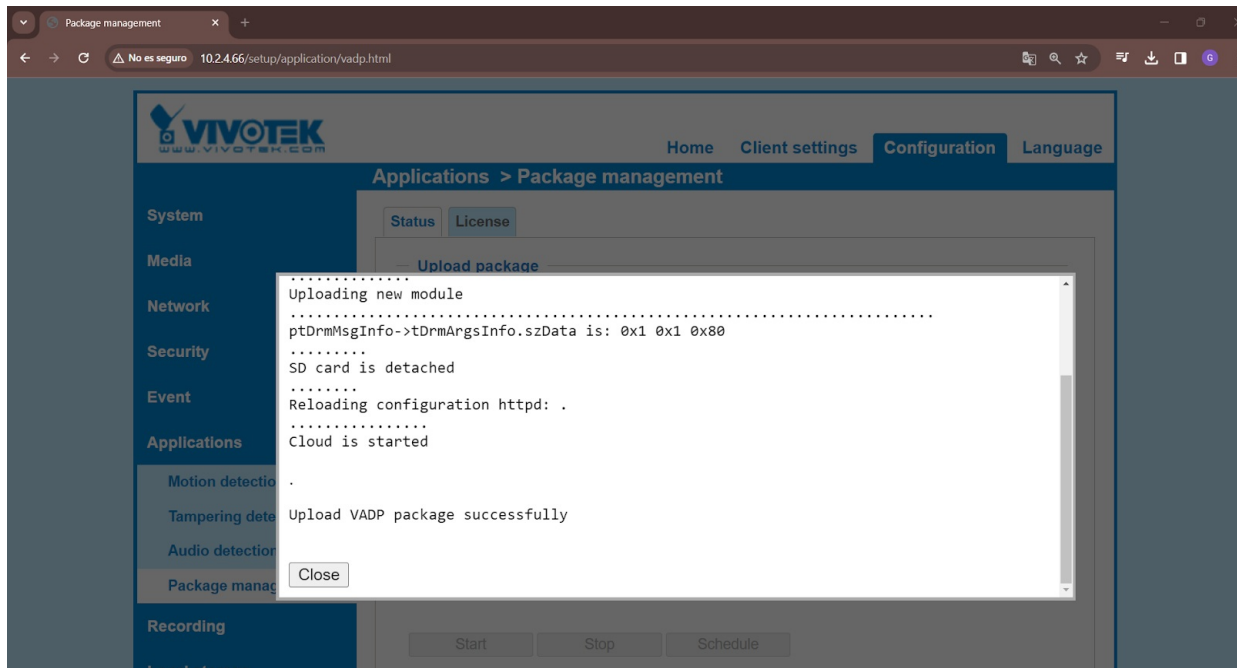 Package management
No es seguro 10.2.4.66/setup/application/vadp.html
G
VIVOTEK
WWW.VIVOTEK.COM
Home Client settings Configuration Language
Applications > Package management
System
Status License
Media
Upload package
..............
Uploading new module
Network
...........................................................................
ptDrmMsgInfo->tDrmArgsInfo.szData is: 0x1 0x1 0x80
Security
.........
SD card is detached
........
Event
Reloading configuration httpd: .
................
Applications
Cloud is started
Motion detectio
.
Tampering dete
Upload VADP package successfully
Audio detection
Close
Package manag
Recording
Start Stop Schedule